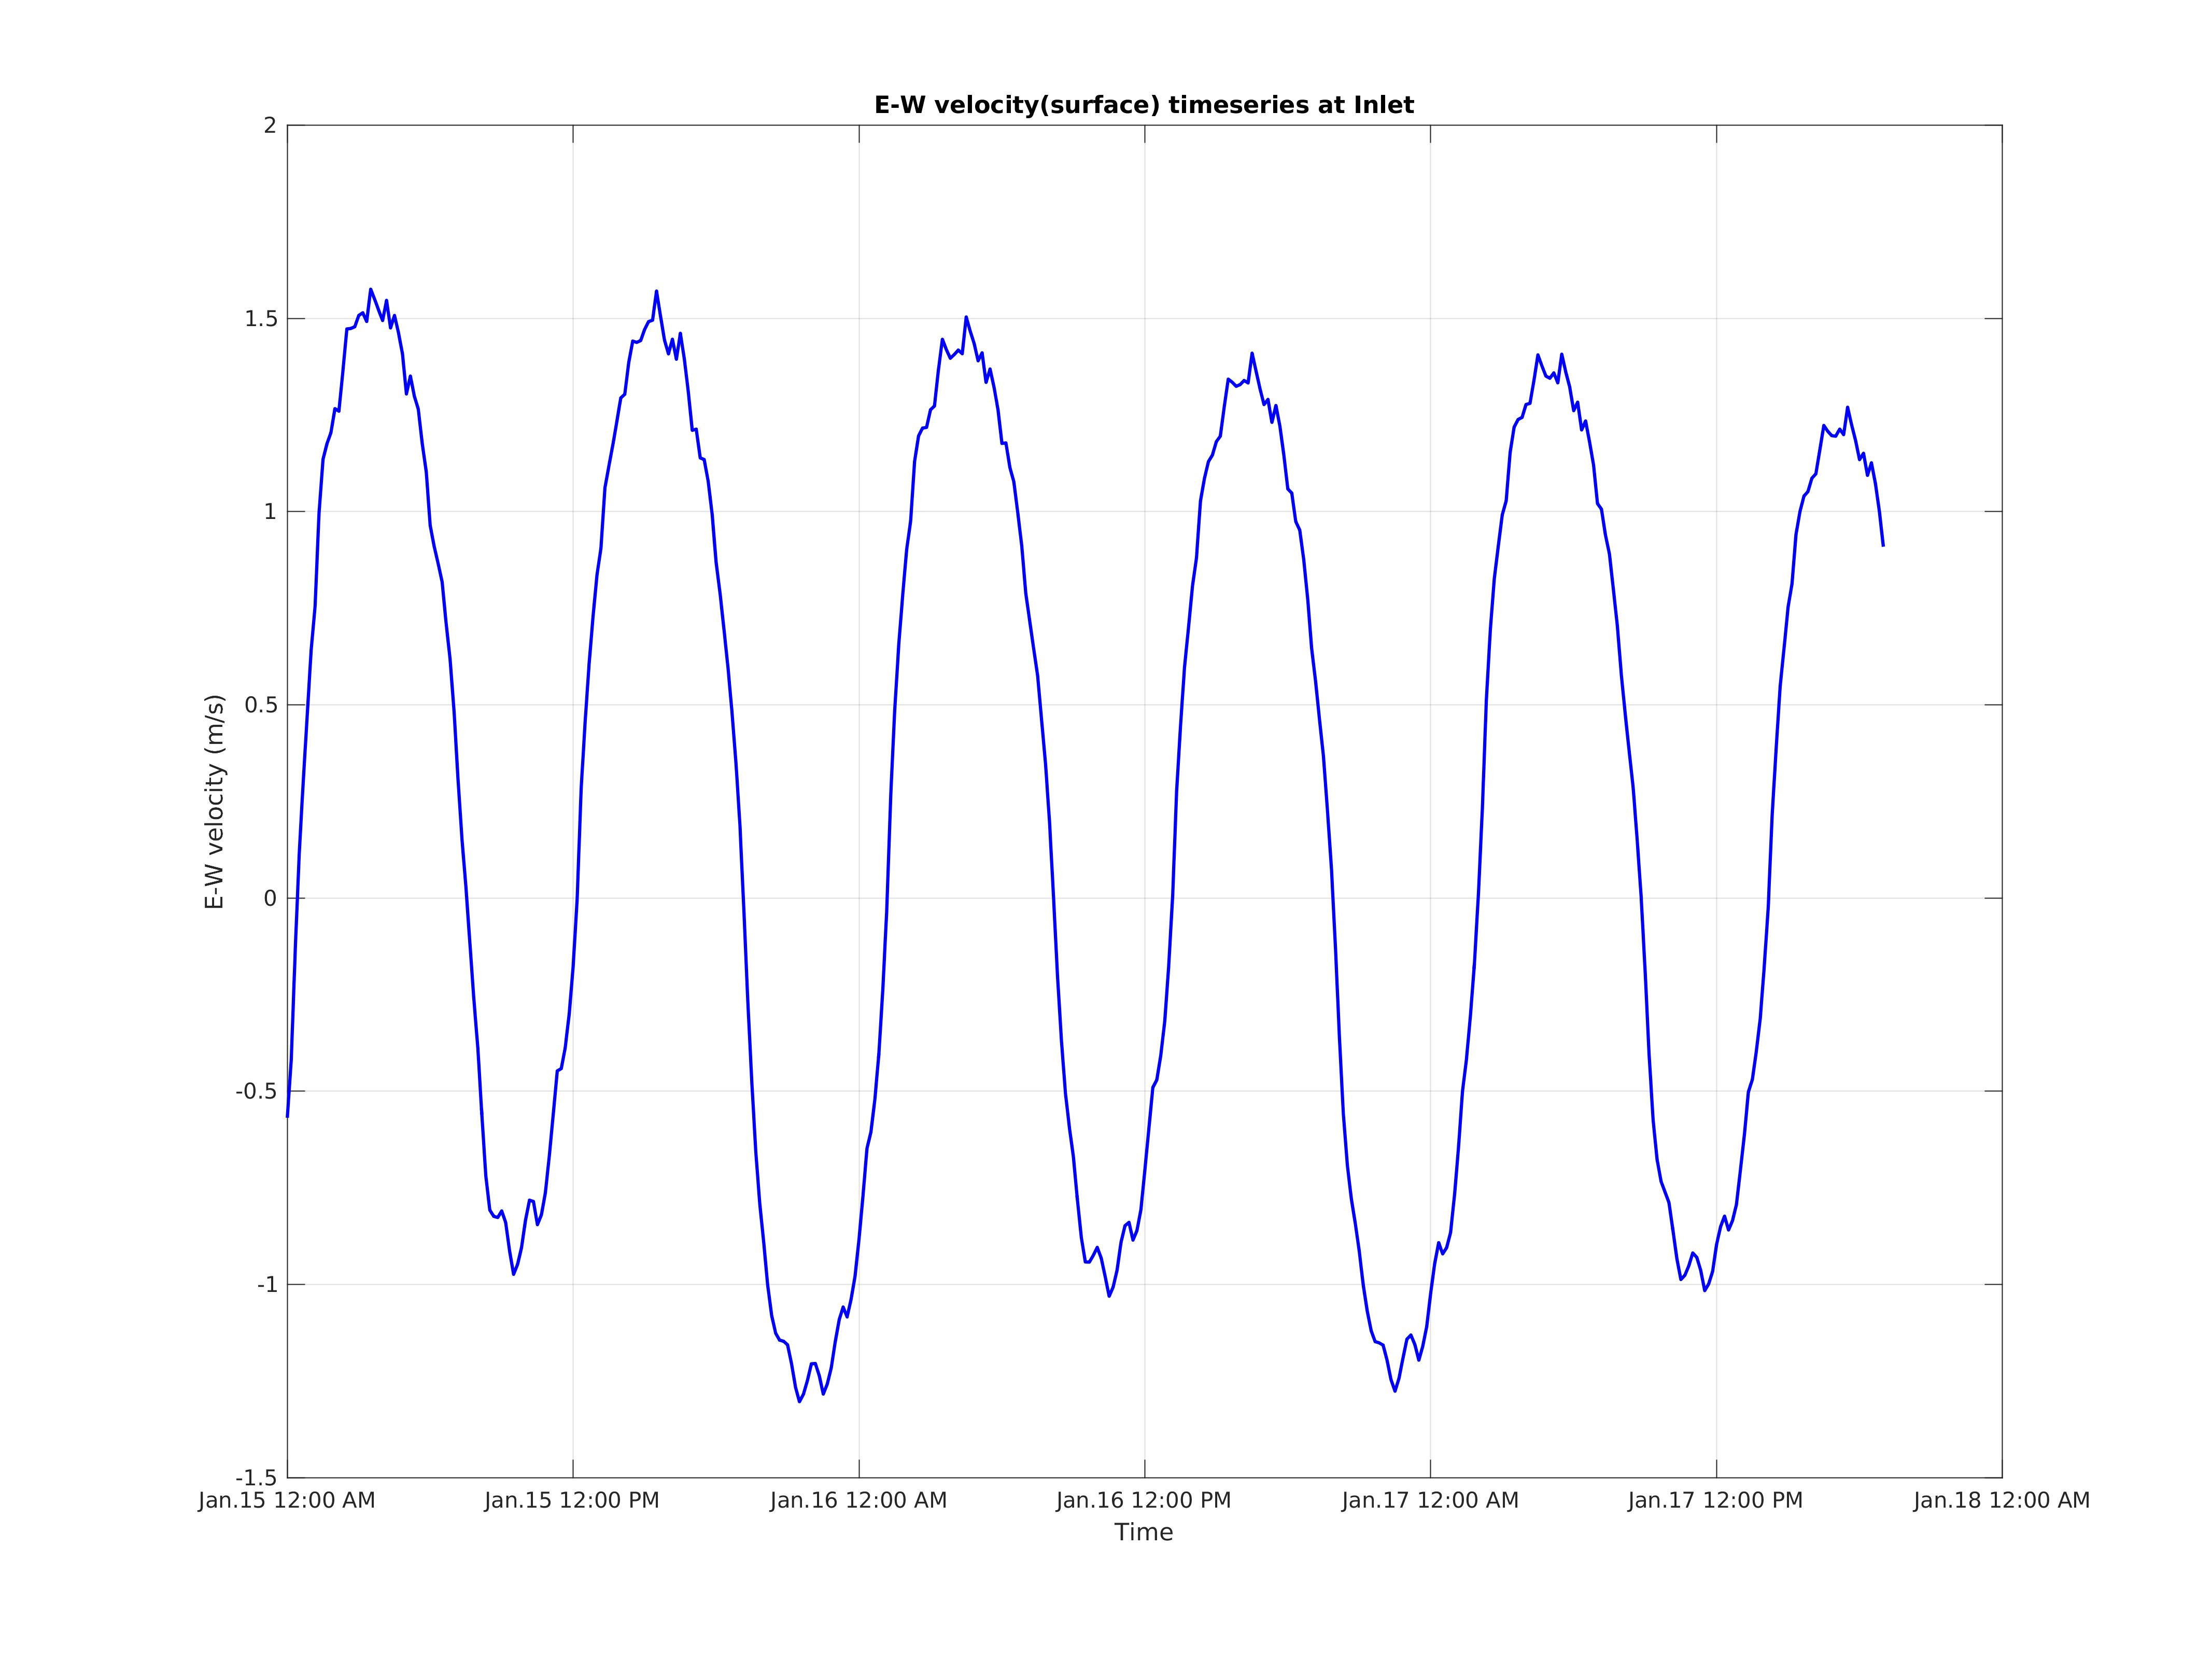 E-W velocity(surface) timeseries at Inlet
2
1.5
1
0.5
0
-0.5
-1
-1.5
E-W velocity (m/s)
Jan.15 12:00 AM Jan.15 12:00 PM Jan.16 12:00 AM Jan.16 12:00 PM Jan.17 12:00 AM Jan.17 12:00 PM Jan.18 12:00 AM
Time